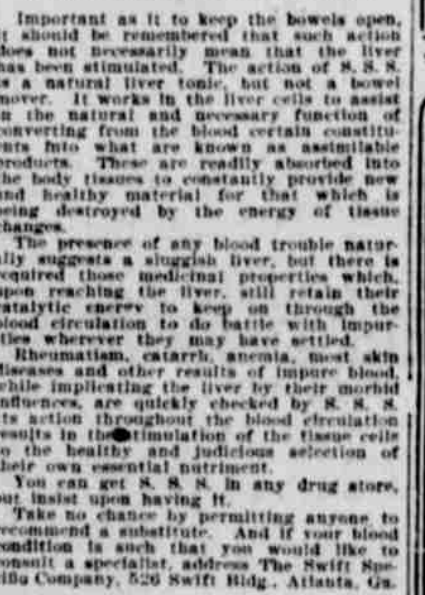 Important as it to keep the bowels open,
t should be remembered that such action
does not necessarily mean that the liver
has been stimulated. The action of S. S. S.
s a natural liver tonic, but not a bowel
mover. It works in the liver cells to assist
n the natural and necessary function of
converting from the blood certain constitu-
ents into what are known as assimilable
products. These are readily absorbed into
the body tissues to constantly provide new
and healthy material for that which is
being destroyed by the energy of tissue
changes.
The presence of any blood trouble natur-
ally suggests a sluggish liver, but there is
required those medicinal properties which,
upon reaching the liver, still retain their
catalytic energy to keep on through the
blood circulation to do battle with impur-
ities wherever they may have settled.
Rheumatism, catarrh, anemia, most skin
diseases and other results of impure blood,
while implicating the liver by their morbid
influences, are quickly checked by S. S. S.
Its action throughout the blood circulation
results in the stimulation of the tissue cells
to the healthy and judicious selection of
their own essential nutriment.
You can get S. S. S. in any drug store,
but insist upon having it.
Take no chance by permitting anyone to
recommend a substitute. And if your blood
condition is such that you would like to
consult a specialist, address The Swift Spe-
cific Company, 526 Swift Bldg., Atlanta, Ga.